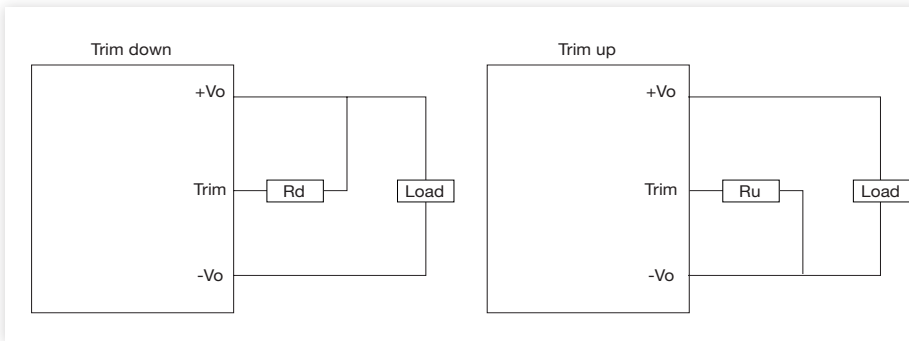 Trim down
+Vo
Trim
Rd
Load
-Vo
Trim up
+Vo
Trim
Ru
Load
-Vo